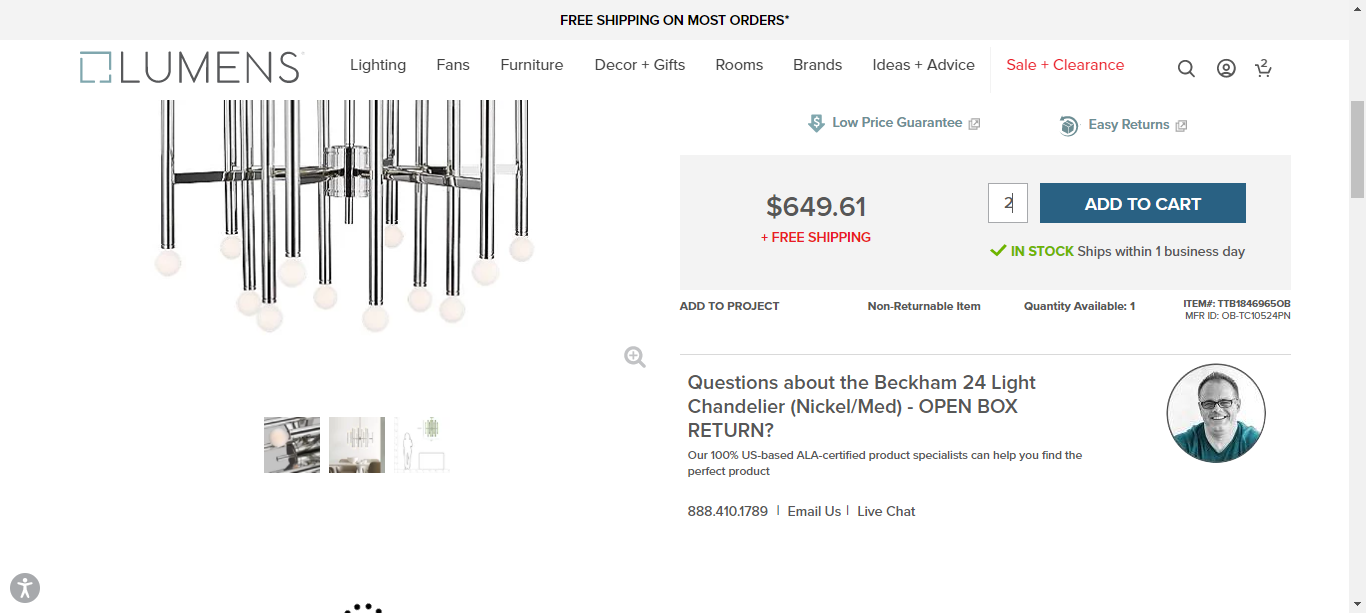 FREE SHIPPING ON MOST ORDERS*
LUMENS
Lighting
Fans
Furniture
Decor + Gifts
Rooms
Brands
Ideas + Advice
Sale + Clearance
2
Low Price Guarantee
Easy Returns
$649.61
+ FREE SHIPPING
2
ADD TO CART
IN STOCK Ships within 1 business day
ADD TO PROJECT
Non-Returnable Item
Quantity Available: 1
ITEM#: TTB1846965OB
MFR ID: OB-TC10524PN
Questions about the Beckham 24 Light
Chandelier (Nickel/Med) - OPEN BOX
RETURN?
Our 100% US-based ALA-certified product specialists can help you find the
perfect product
888.410.1789 | Email Us | Live Chat